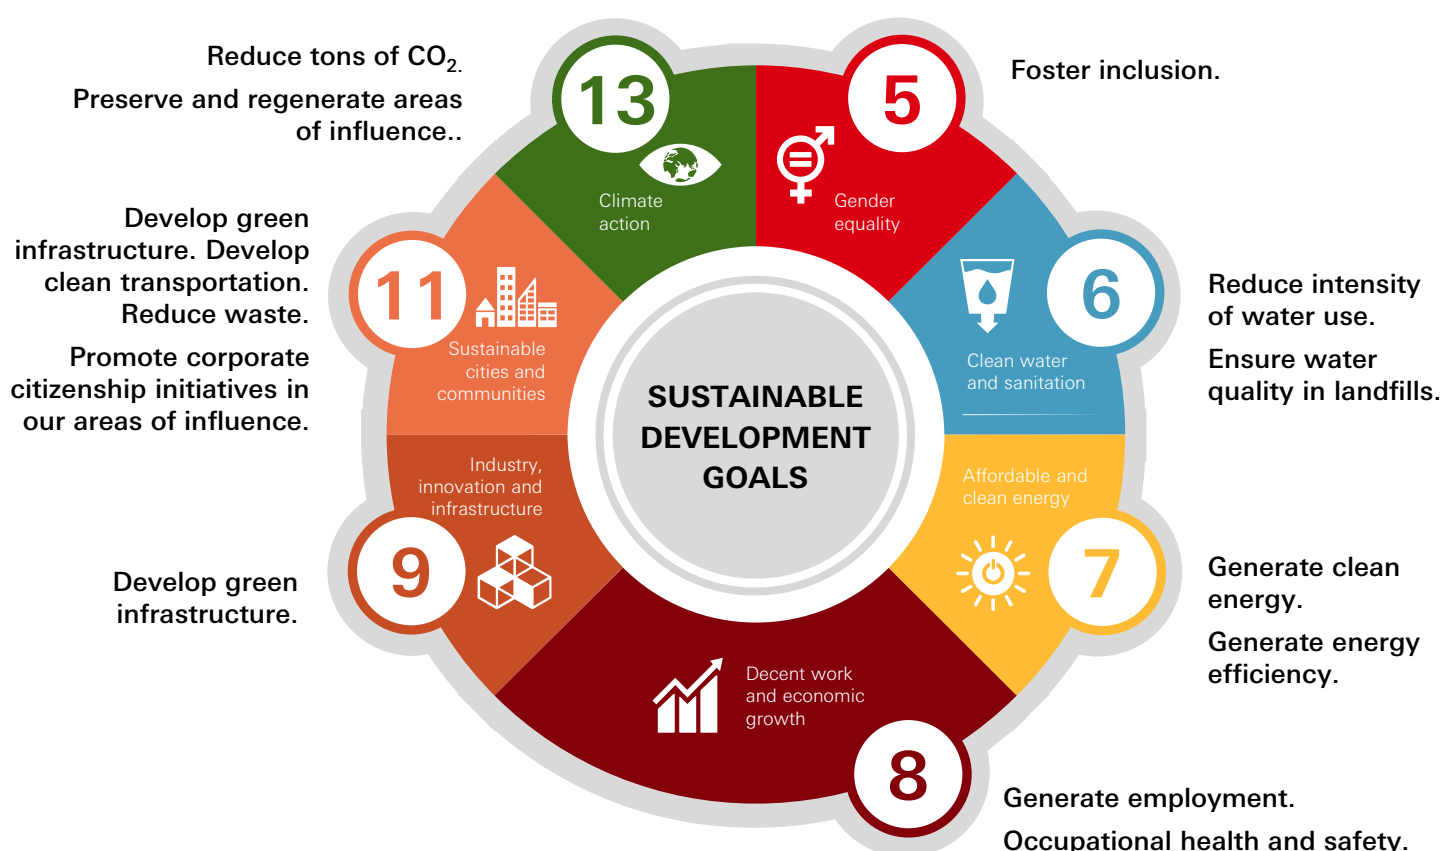 Reduce tons of CO2.
Preserve and regenerate areas
of influence..
13
Climate
action
5
Gender
equality
Foster inclusion.
Develop green
infrastructure. Develop
clean transportation.
Reduce waste.
Promote corporate
citizenship initiatives in
our areas of influence.
11
Sustainable
cities and
communities
6
Clean water
and sanitation
Reduce intensity
of water use.
Ensure water
quality in landfills.
SUSTAINABLE
DEVELOPMENT
GOALS
Industry,
innovation and
infrastructure
9
Develop green
infrastructure.
Affordable and
clean energy
7
Generate clean
energy.
Generate energy
efficiency.
Decent work
and economic
growth
8
Generate employment.
Occupational health and safety.